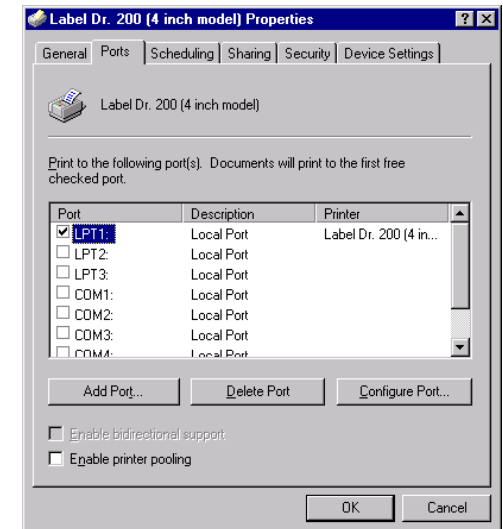 Label Dr. 200 (4 inch model) Properties
General Ports Scheduling Sharing Security Device Settings
Label Dr. 200 (4 inch model)
Print to the following port(s). Documents will print to the first free
checked port.
Port Description Printer
LPT1: Local Port Label Dr. 200 (4 in...
LPT2: Local Port
LPT3: Local Port
COM1: Local Port
COM2: Local Port
COM3: Local Port
COM4: Local Port
Add Port... Delete Port Configure Port...
Enable bidirectional support
Enable printer pooling
OK Cancel